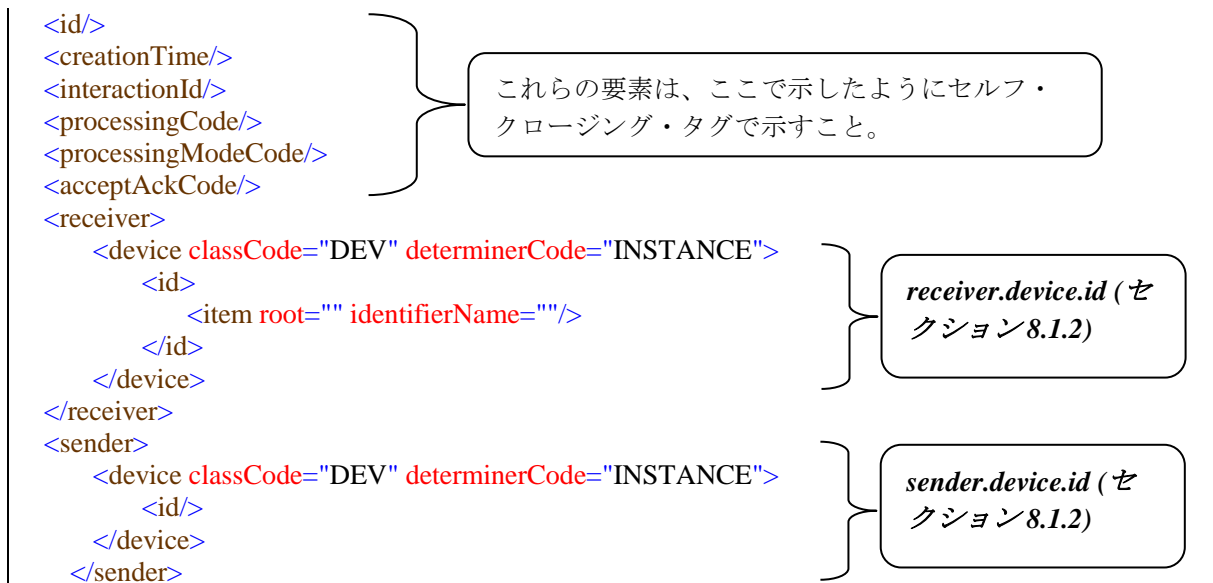 <id/>
<creationTime/>
<interactionId/>
<processingCode/>
<processingModeCode/>
<acceptAckCode/>
これらの要素は、ここで示したようにセルフ・
クロージング・タグで示すこと。
<receiver>
<device classCode="DEV" determinerCode="INSTANCE">
<id>
<item root="" identifierName=""/>
</id>
</device>
</receiver>
receiver.device.id (セ
クション 8.1.2)
<sender>
<device classCode="DEV" determinerCode="INSTANCE">
<id/>
</device>
</sender>
sender.device.id (セ
クション 8.1.2)